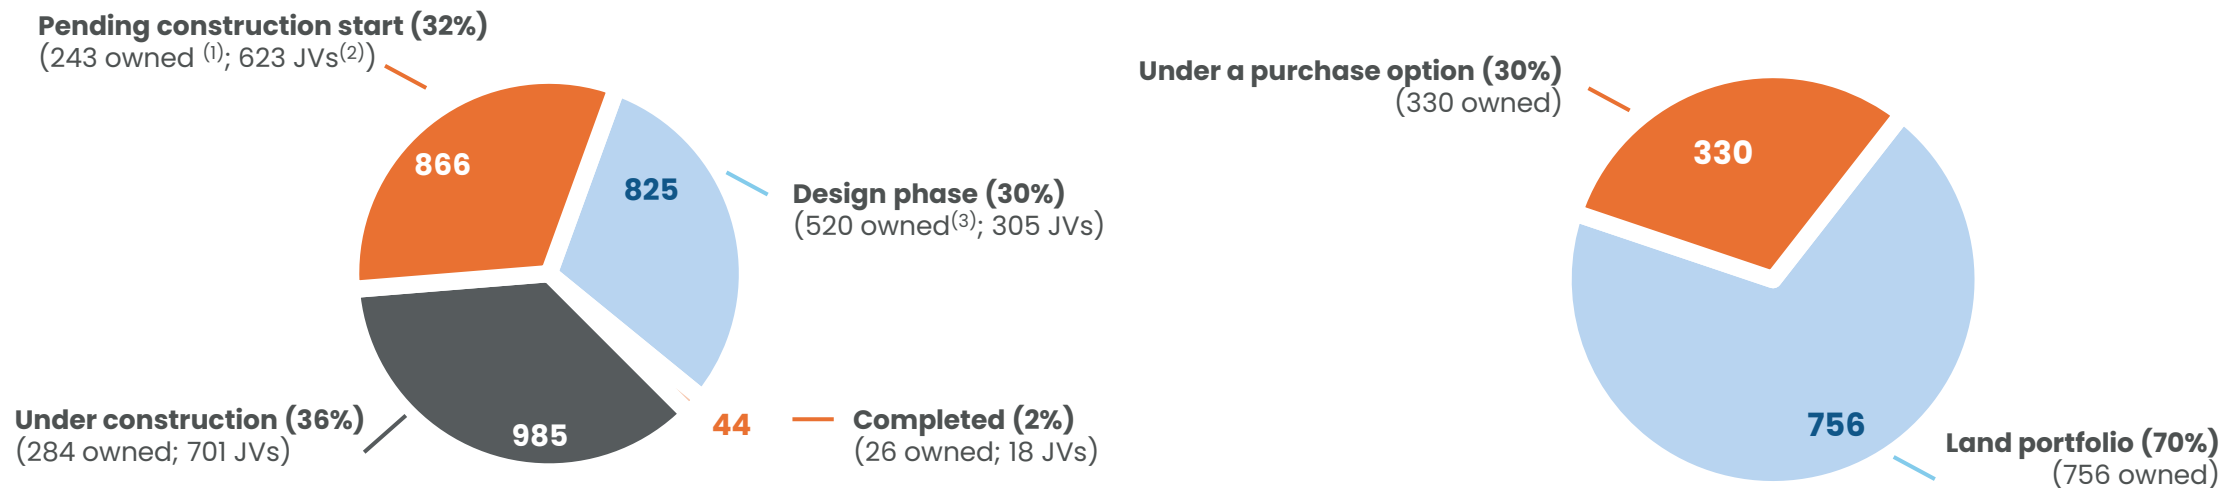 Pending construction start (32%)
(243 owned (1); 623 JVs(2))
866
825
Design phase (30%)
(520 owned(3); 305 JVs)
Under construction (36%)
(284 owned; 701 JVs)
985
44
Completed (2%)
(26 owned; 18 JVs)
Under a purchase option (30%)
(330 owned)
330
756
Land portfolio (70%)
(756 owned)